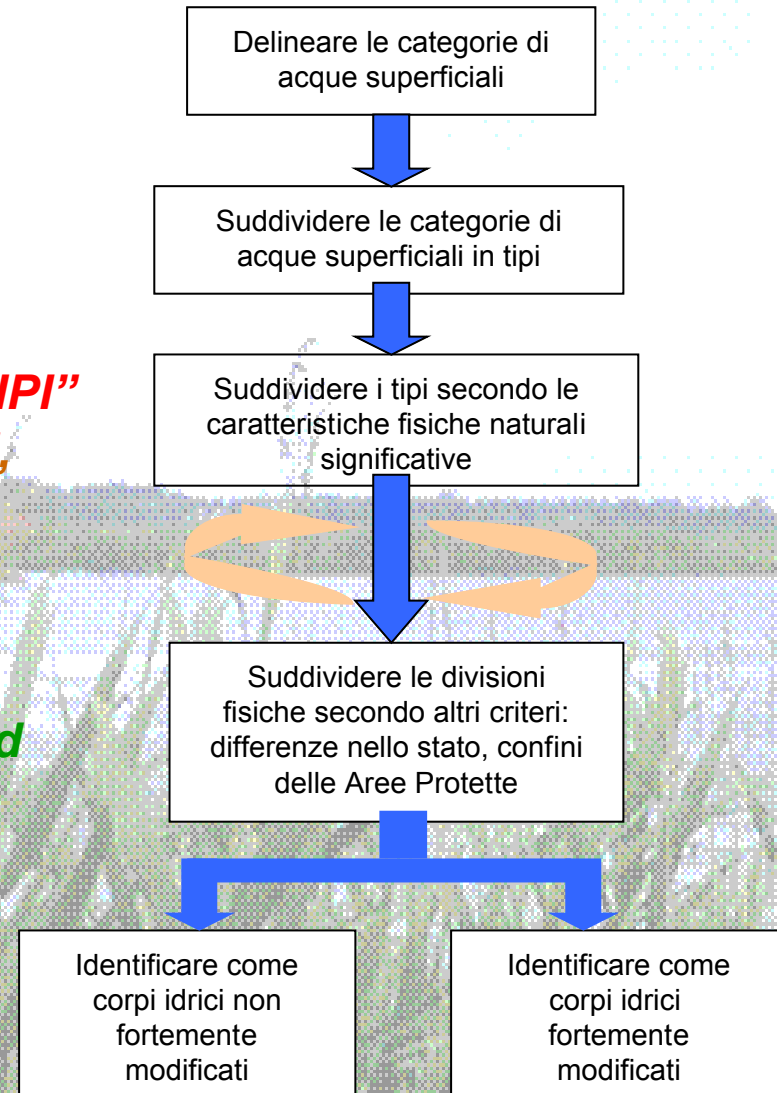 Delineare le categorie di
acque superficiali
Suddividere le categorie di
acque superficiali in tipi
IPI”
Suddividere i tipi secondo le
caratteristiche fisiche naturali
significative
Suddividere le divisioni
fisiche secondo altri criteri:
differenze nello stato, confini
delle Aree Protette
d
Identificare come
corpi idrici non
fortemente
modificati
Identificare come
corpi idrici
fortemente
modificati